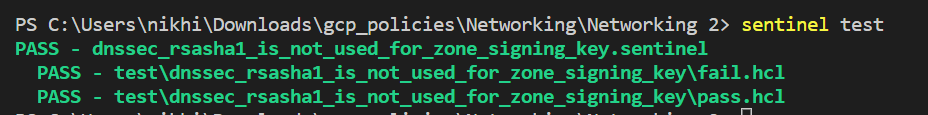 PS C:\Users\nikhi\Downloads\gcp_policies\Networking\Networking 2> sentinel test
PASS - dnssec_rsasha1_is_not_used_for_zone_signing_key.sentinel
  PASS - test\dnssec_rsasha1_is_not_used_for_zone_signing_key\fail.hcl
  PASS - test\dnssec_rsasha1_is_not_used_for_zone_signing_key\pass.hcl